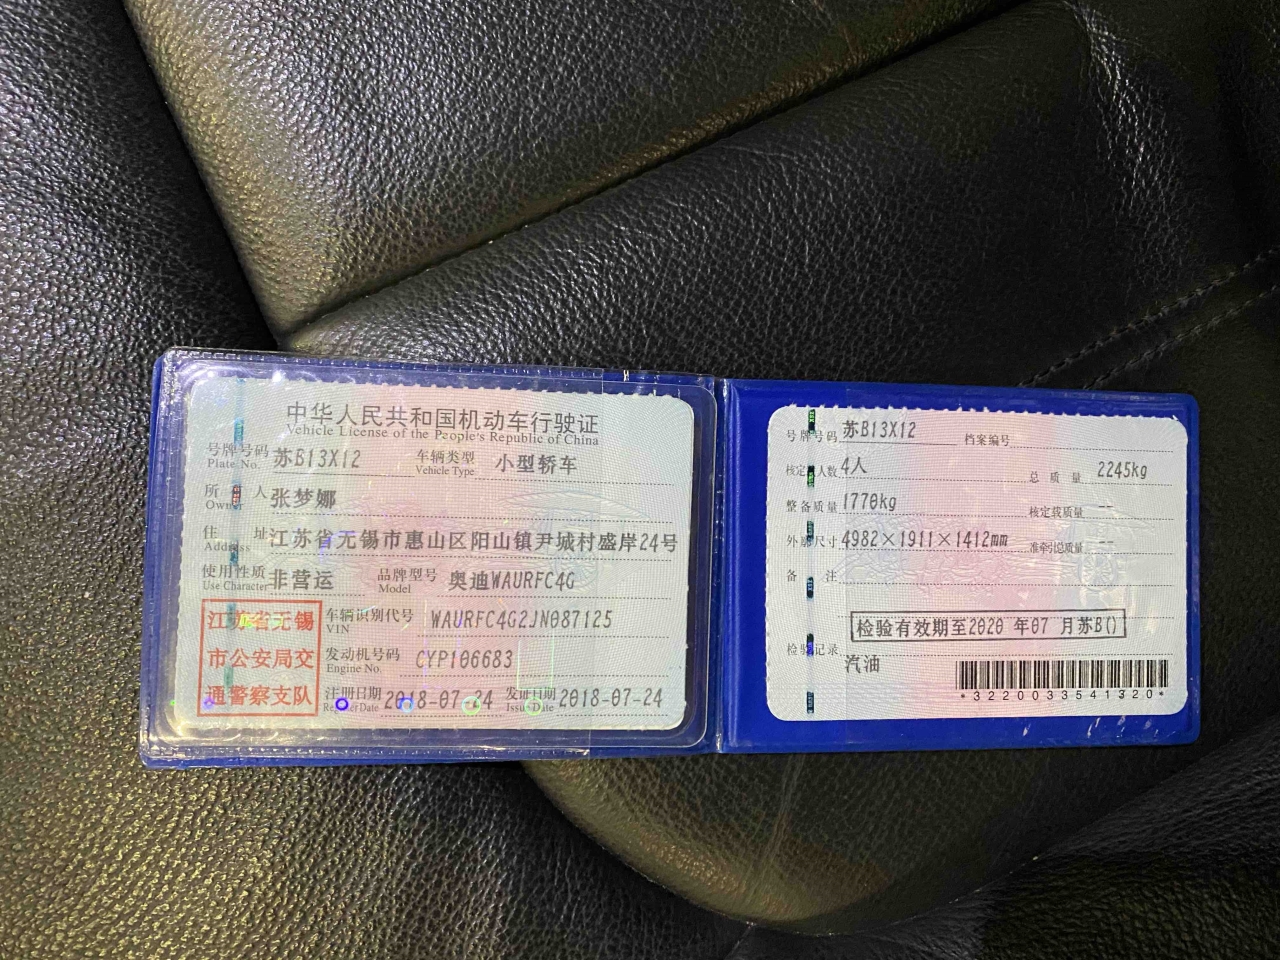 中华人民共和国机动车行驶证
Vehicle License of the People's Republic of China
号牌号码 苏B13X12 车辆类型 小型轿车
Plate No. Vehicle Type
所 人 张梦娜
Owner
住 址 江苏省无锡市惠山区阳山镇尹城村盛岸24号
Address
使用性质 非营运 品牌型号 奥迪WAURFC4G
Use Character Model
江苏省无锡
市公安局交
通警察支队
车辆识别代号 WAURFC4G2JN087125
VIN
发动机号码 CYP106683
Engine No.
注册日期 2018-07-24 发证日期 2018-07-24
Register Date Issue Date
号牌号码 苏B13X12 档案编号
核定 人数 4人 总质量 2245kg
整备质量 1770kg 核定载质量 --
外 尺寸 4982×1911×1412mm 准牵引总质量 --
备 注
检验有效期至2020 年07 月苏B()
检验记录
汽油
*3220033541320*